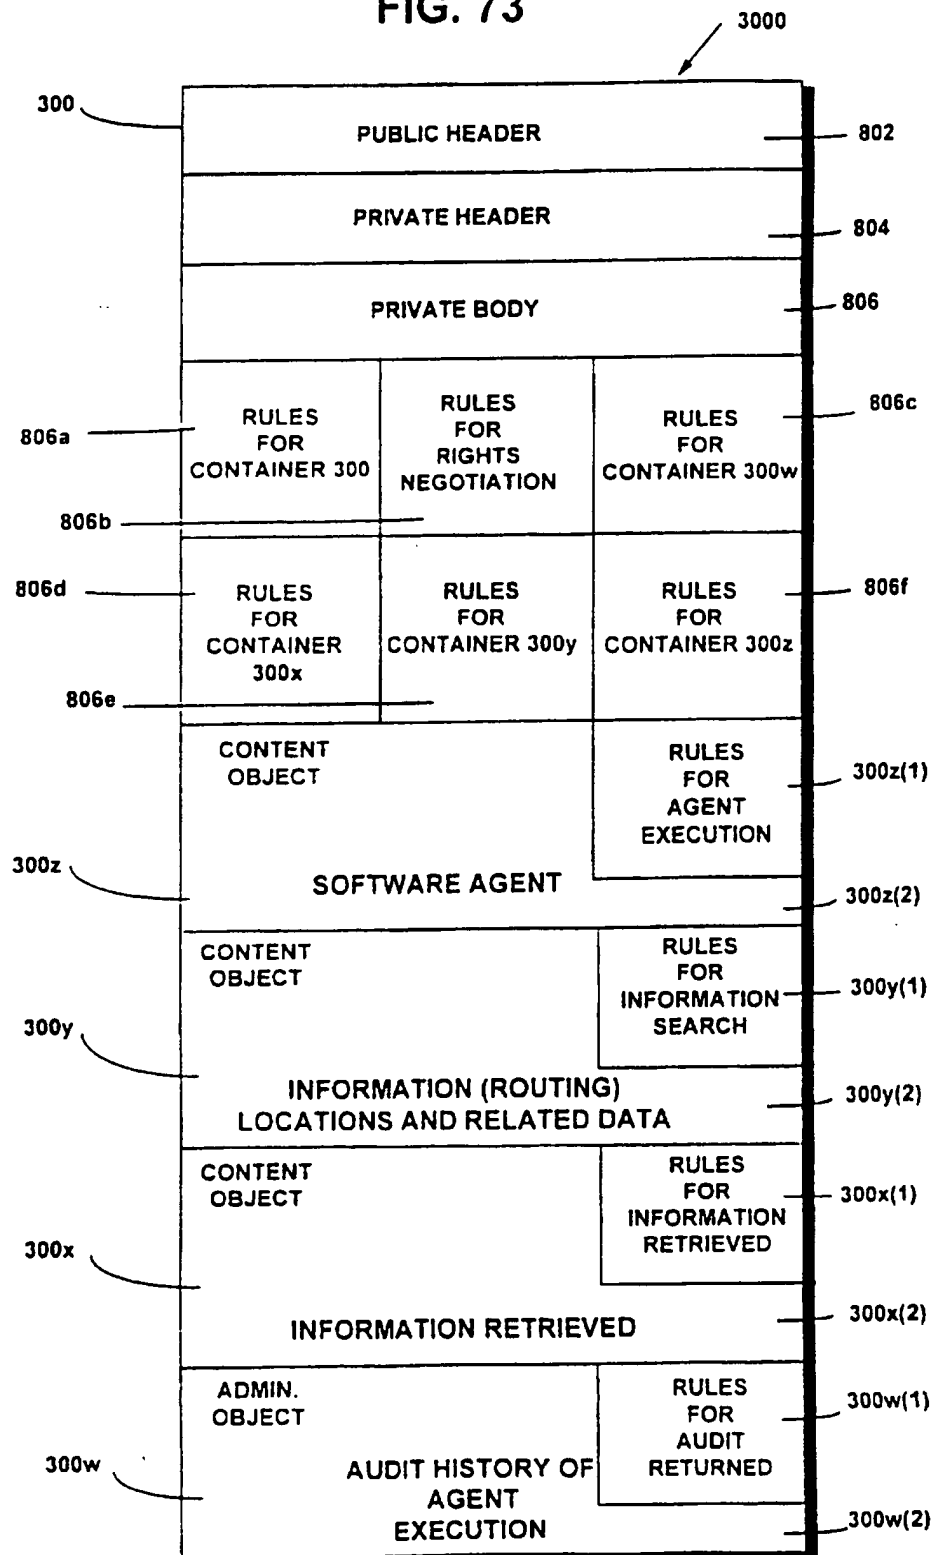 FIG. 73
3000
300
PUBLIC HEADER
802
PRIVATE HEADER
804
PRIVATE BODY
806
806a
RULES
FOR
CONTAINER 300
806b
RULES
FOR
RIGHTS
NEGOTIATION
RULES
FOR
CONTAINER 300w
806c
806d
RULES
FOR
CONTAINER
300x
806e
RULES
FOR
CONTAINER 300y
RULES
FOR
CONTAINER 300z
806f
CONTENT
OBJECT
RULES
FOR
AGENT
EXECUTION
300z(1)
300z
SOFTWARE AGENT
300z(2)
CONTENT
OBJECT
RULES
FOR
INFORMATION
SEARCH
300y(1)
300y
INFORMATION (ROUTING)
LOCATIONS AND RELATED DATA
300y(2)
CONTENT
OBJECT
RULES
FOR
INFORMATION
RETRIEVED
300x(1)
300x
INFORMATION RETRIEVED
300x(2)
ADMIN.
OBJECT
RULES
FOR
AUDIT
RETURNED
300w(1)
300w
AUDIT HISTORY OF
AGENT
EXECUTION
300w(2)